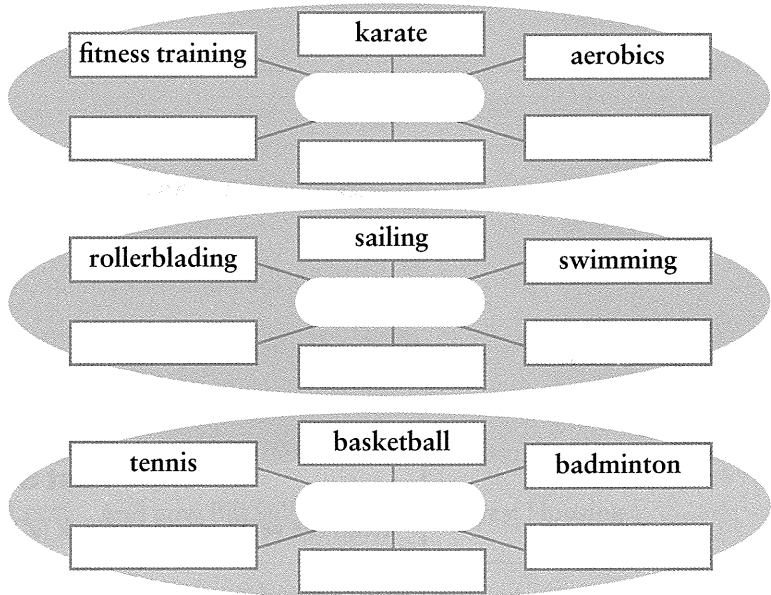 fitness training
karate
aerobics
rollerblading
sailing
swimming
tennis
basketball
badminton